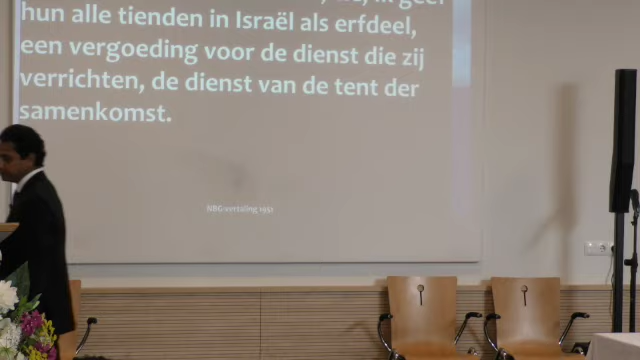 hun alle tienden in Israël als erfdeel,
een vergoeding voor de dienst die zij
verrichten, de dienst van de tent der
samenkomst.
NBG-vertaling 1951